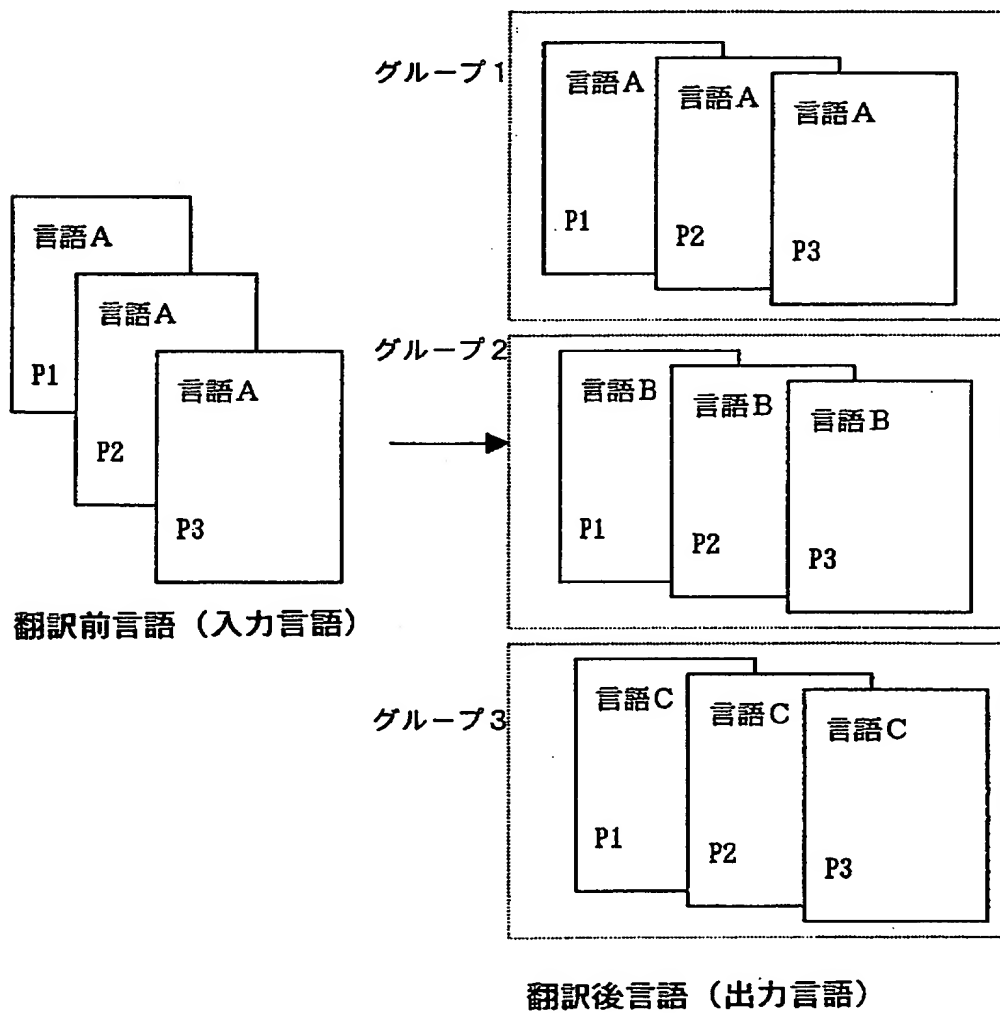 言語A
P1
言語A
P2
言語A
P3
翻訳前言語（入力言語）
グループ1
言語A
P1
言語A
P2
言語A
P3
グループ2
言語B
P1
言語B
P2
言語B
P3
グループ3
言語C
P1
言語C
P2
言語C
P3
翻訳後言語（出力言語）